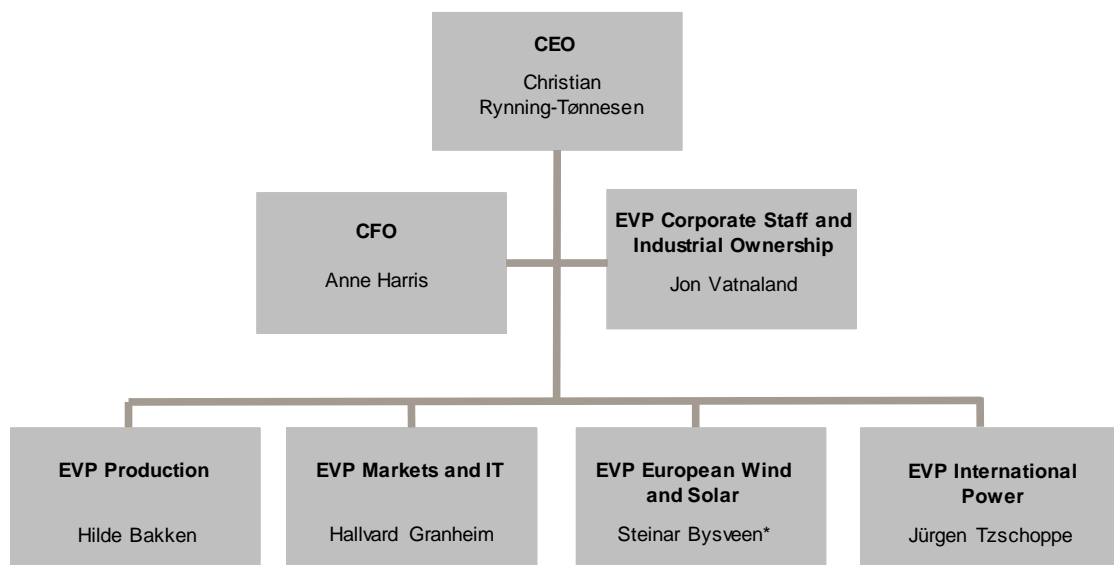 CEO
Christian
Rynning-Tønnesen
CFO
Anne Harris
EVP Corporate Staff and
Industrial Ownership
Jon Vatnaland
EVP Production
Hilde Bakken
EVP Markets and IT
Hallvard Granheim
EVP European Wind
and Solar
Steinar Bysveen*
EVP International
Power
Jürgen Tzschoppe